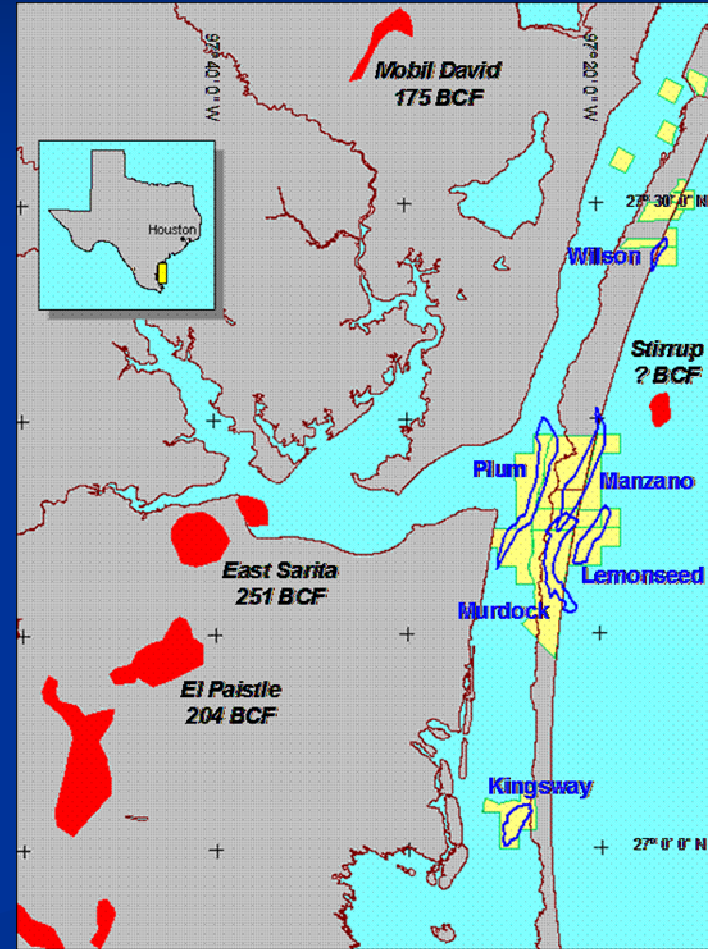 97° 40' 0" W
97° 20' 0" W
Mobil David
175 BCF
27° 30' 0" N
Houston
Willson
Stirrup
? BCF
Plum
Manzano
East Sarita
251 BCF
Lemonseed
Murdock
El Paistle
204 BCF
Kingsway
27° 0' 0" N